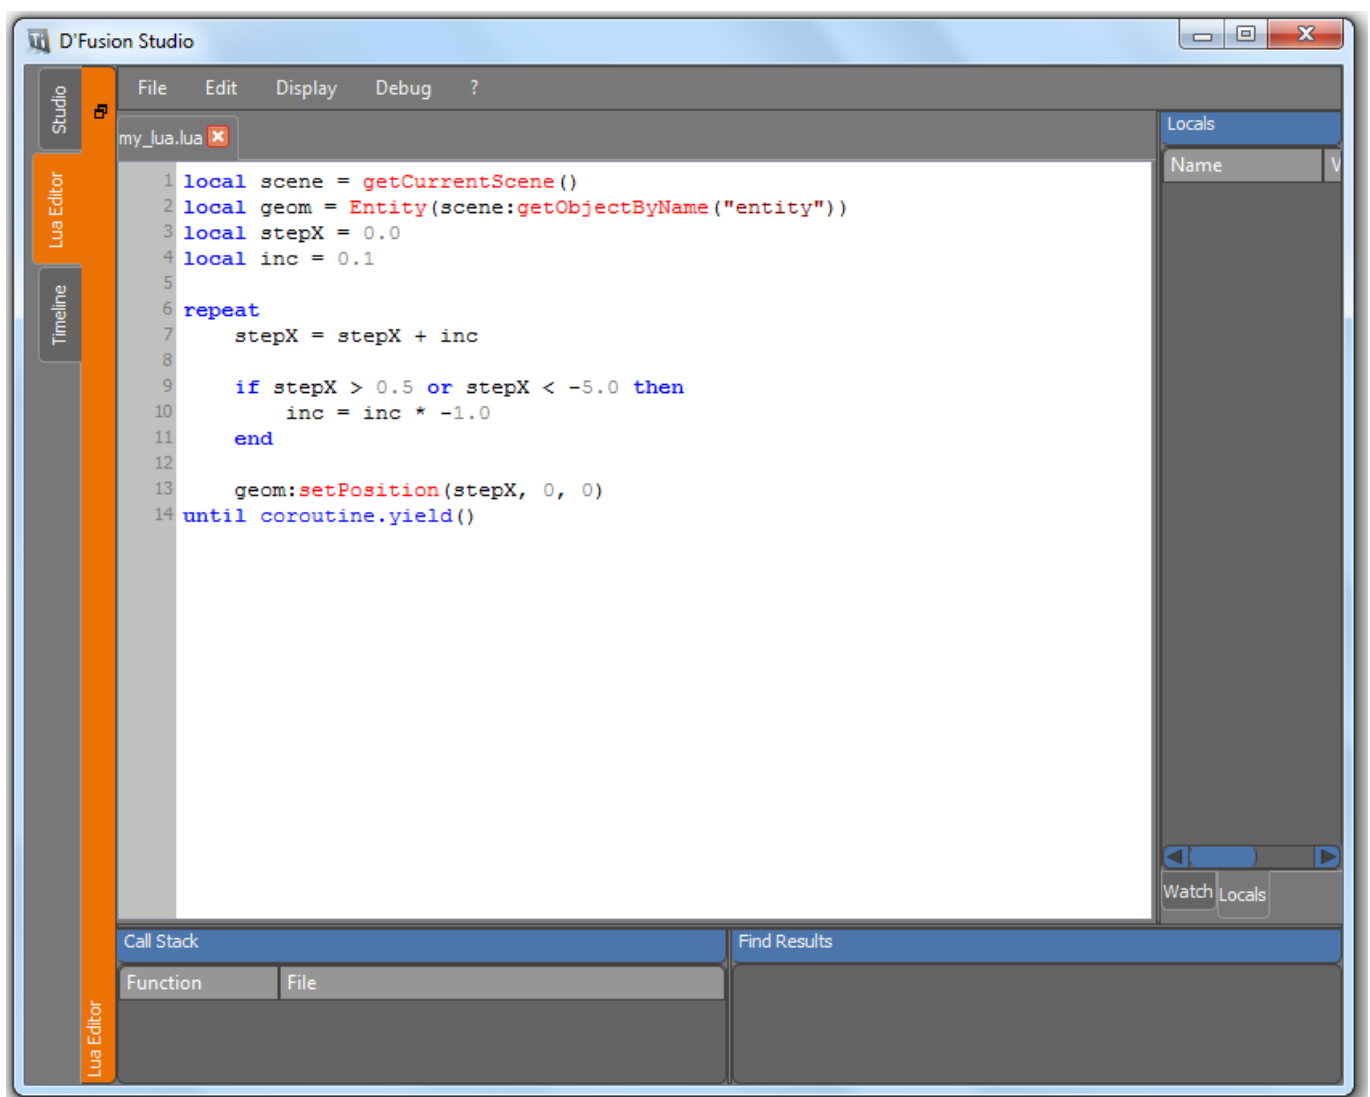 D'Fusion Studio
File Edit Display Debug ?
Studio
Lua Editor
Timeline
Lua Editor
my_lua.lua
1 local scene = getCurrentScene()
2 local geom = Entity(scene:getObjectByName("entity"))
3 local stepX = 0.0
4 local inc = 0.1
5
6 repeat
7     stepX = stepX + inc
8
9     if stepX > 0.5 or stepX < -5.0 then
10         inc = inc * -1.0
11     end
12
13     geom:setPosition(stepX, 0, 0)
14 until coroutine.yield()
Locals
Name V
Watch Locals
Call Stack
Function File
Find Results